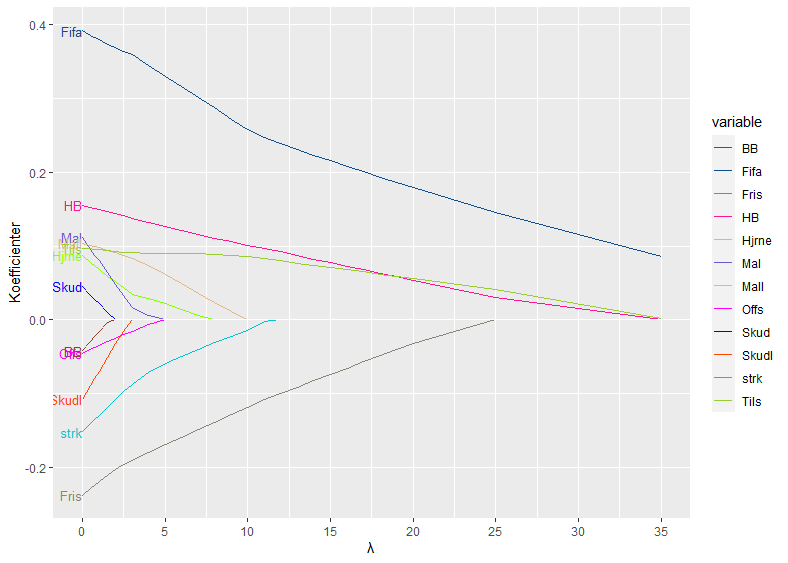 0.4
0.2
0.0
-0.2
Koefficienter
Fifa
HB
Mal
Mall
Tils
Hjrne
Skud
BB
Offs
Skudl
strk
Fris
0
5
10
15
20
25
30
35
λ
variable
BB
Fifa
Fris
HB
Hjrne
Mal
Mall
Offs
Skud
Skudl
strk
Tils